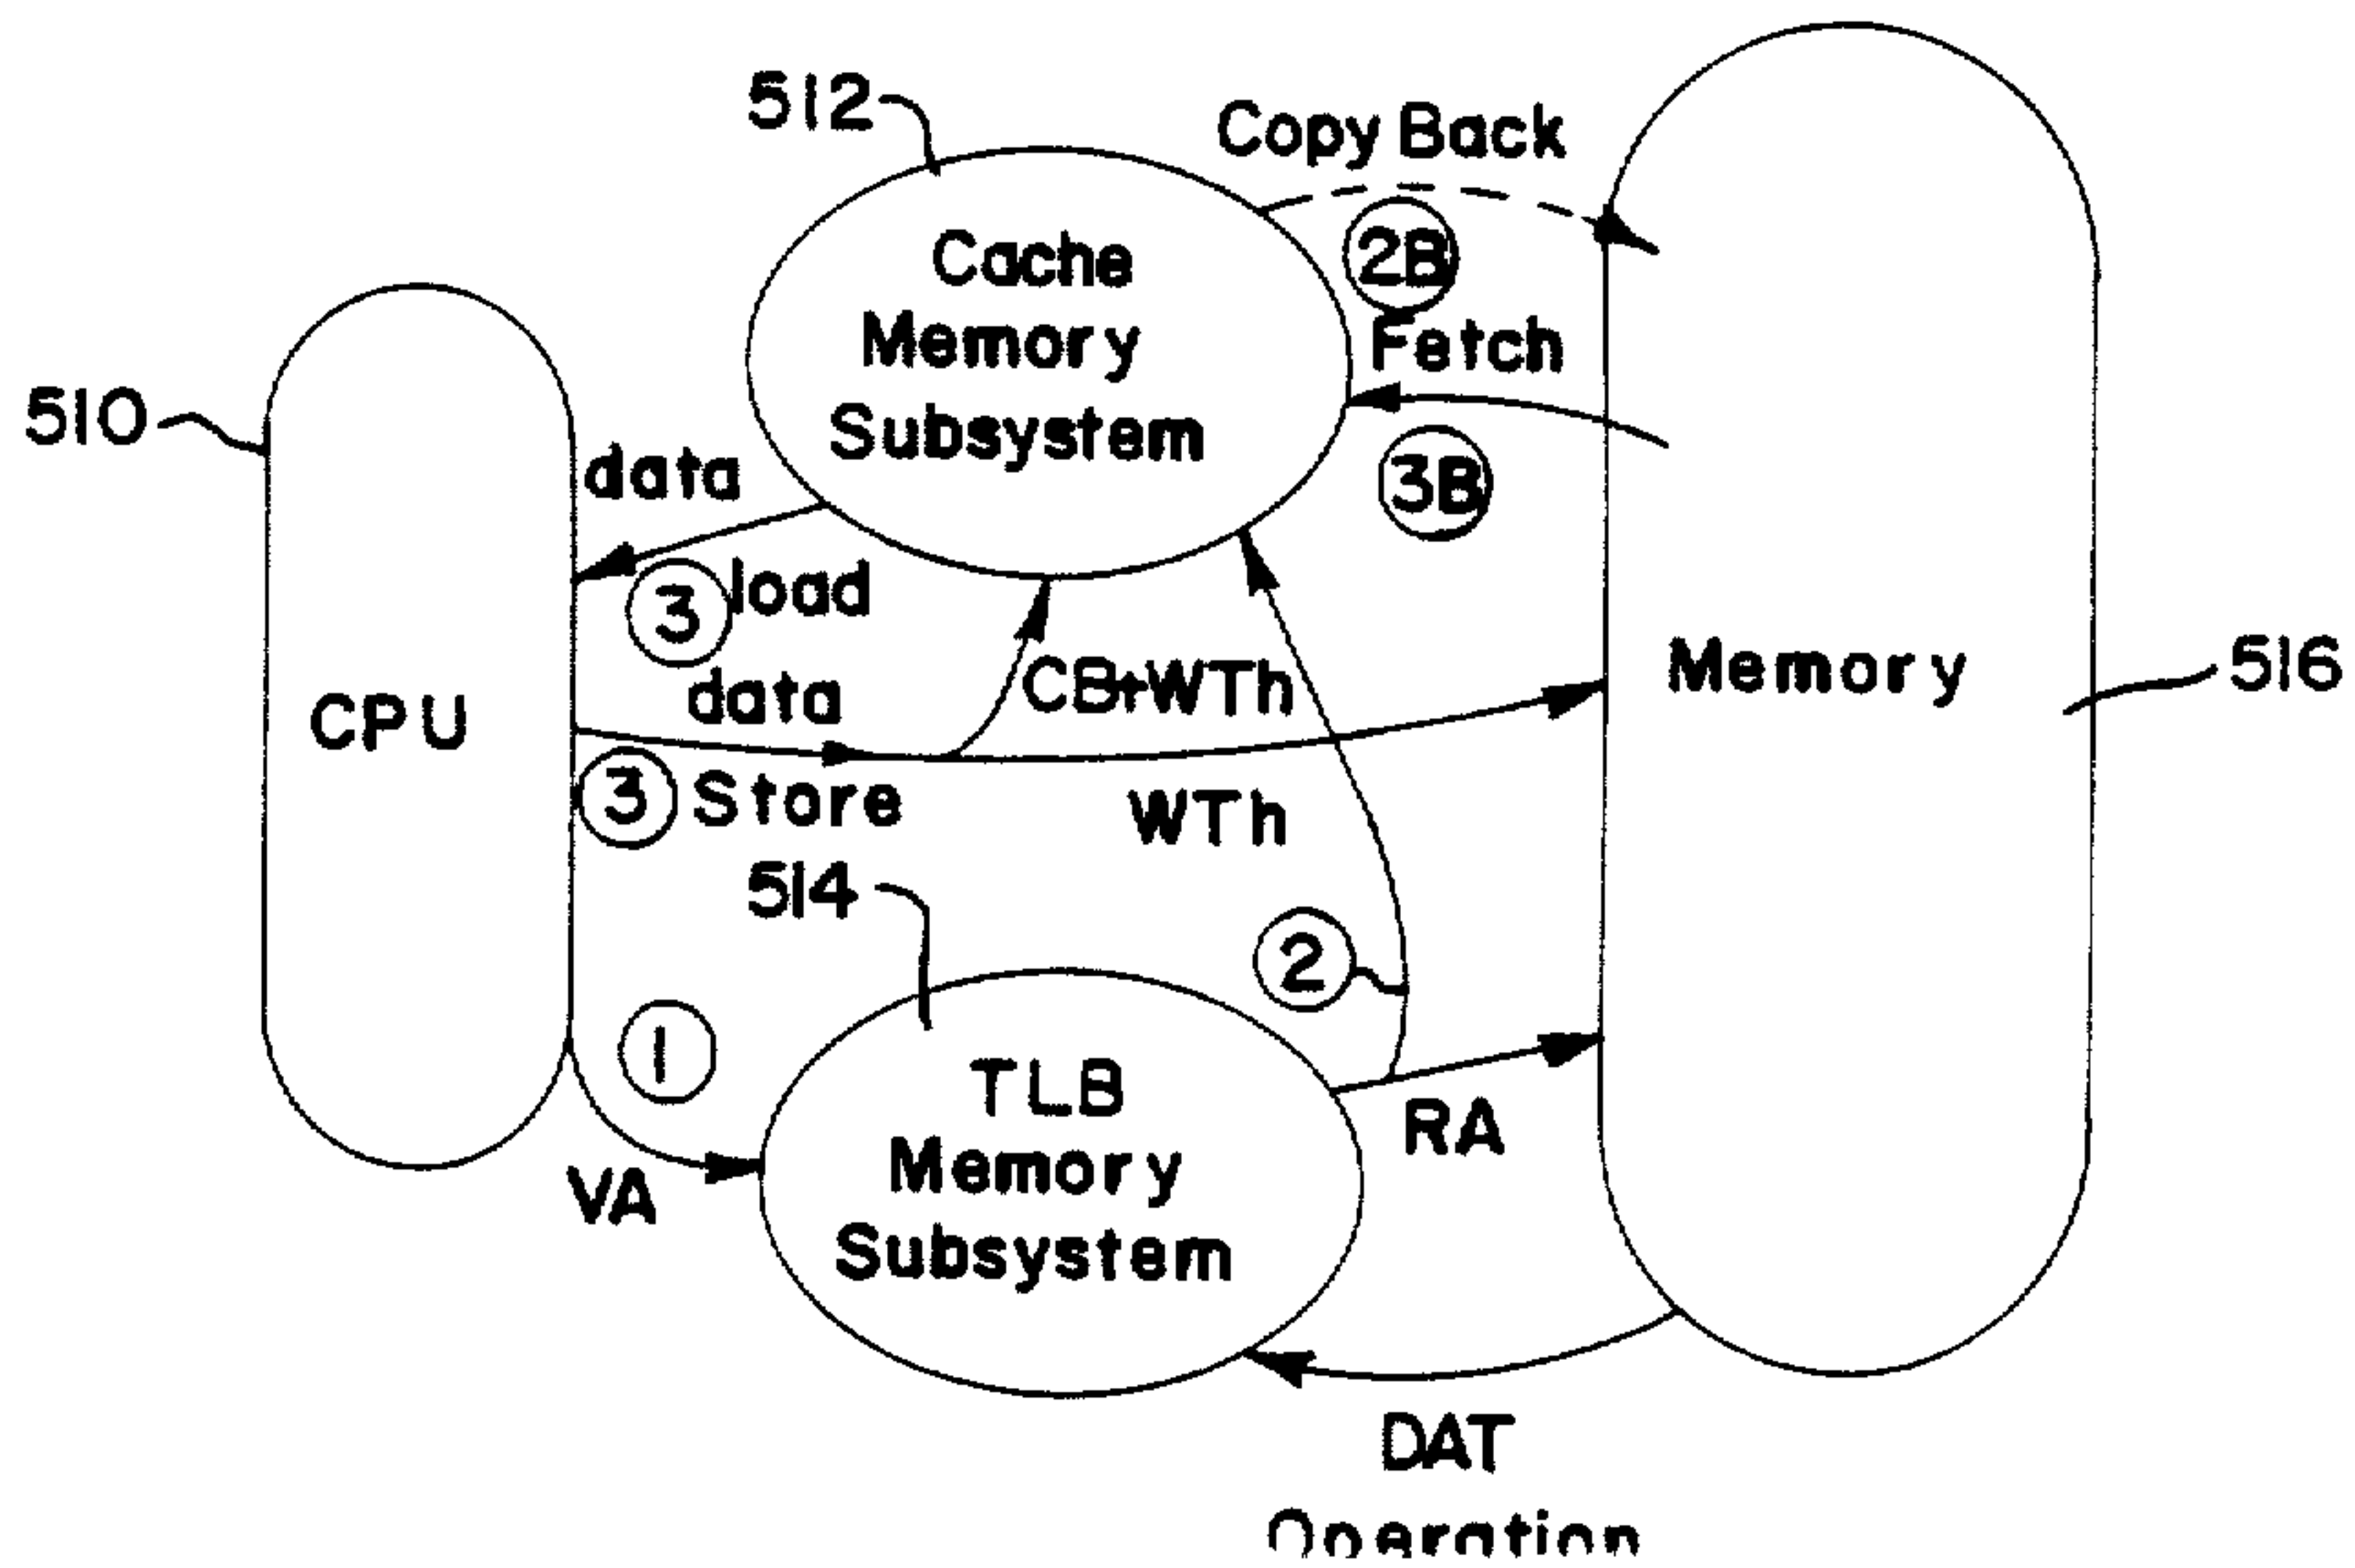 512
Copy Back
2B
Cache
Memory
Subsystem
Fetch
3B
510
data
3 load
data
CB+WTh
Memory
516
CPU
3 Store
WTh
514
2
1
TLB
Memory
Subsystem
RA
VA
DAT
Operation